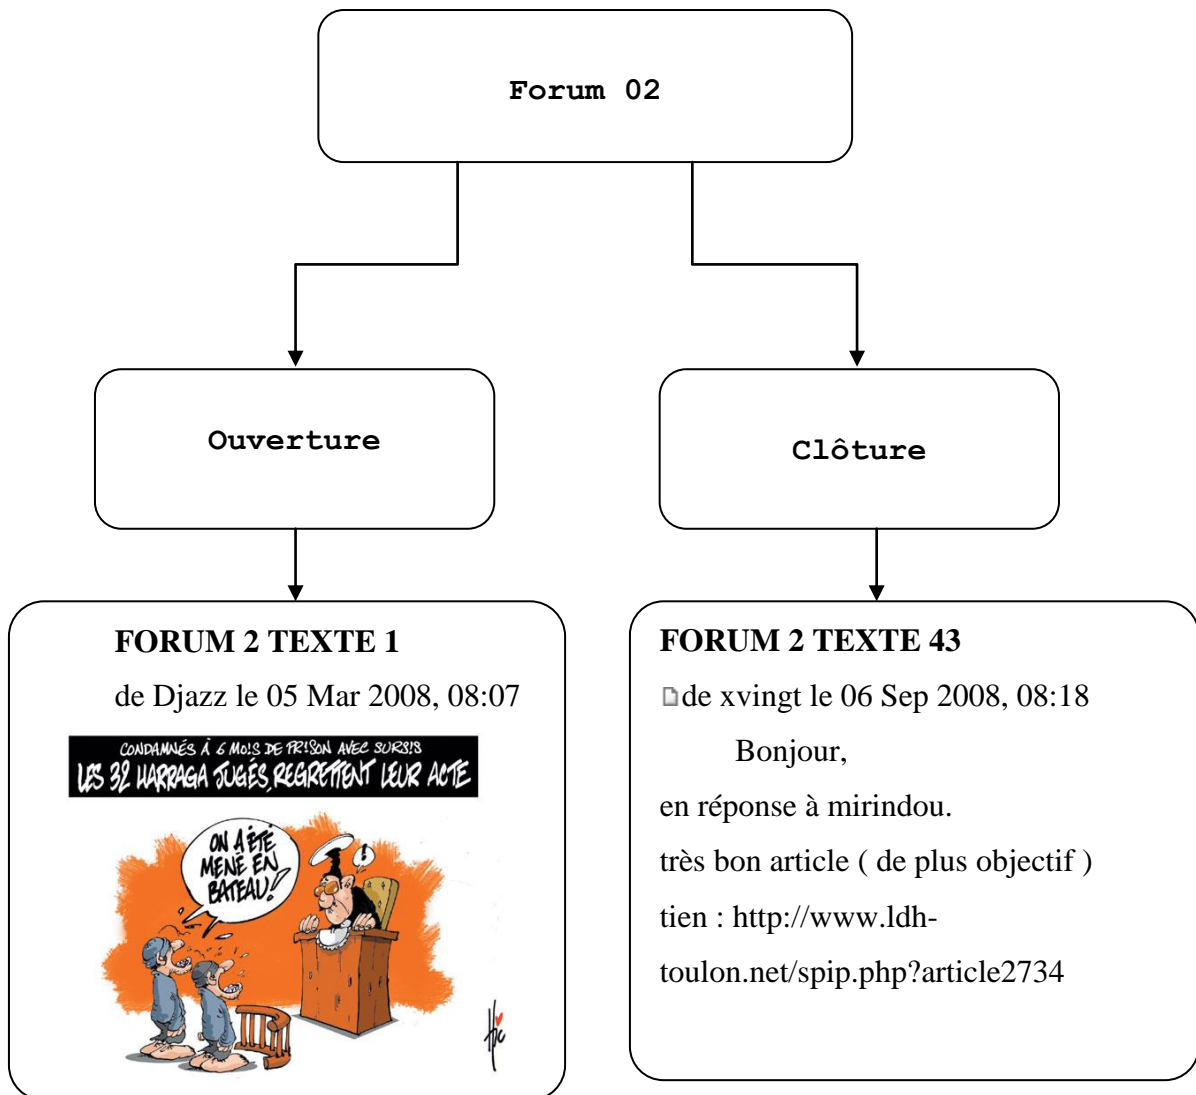 Forum 02
Ouverture
Clôture
FORUM 2 TEXTE 1
de Djazz le 05 Mar 2008, 08:07
CONDAMNÉS À 6 MOIS DE PRISON AVEC SURSIS
LES 32 HARRAGA JUGÉS, REGRETTENT LEUR ACTE
ON A ÉTÉ
MENÉ EN
BATEAU!
!
FORUM 2 TEXTE 43
de xvingt le 06 Sep 2008, 08:18
Bonjour,
en réponse à mirindou.
très bon article ( de plus objectif )
tien : http://www.ldh-
toulon.net/spip.php?article2734